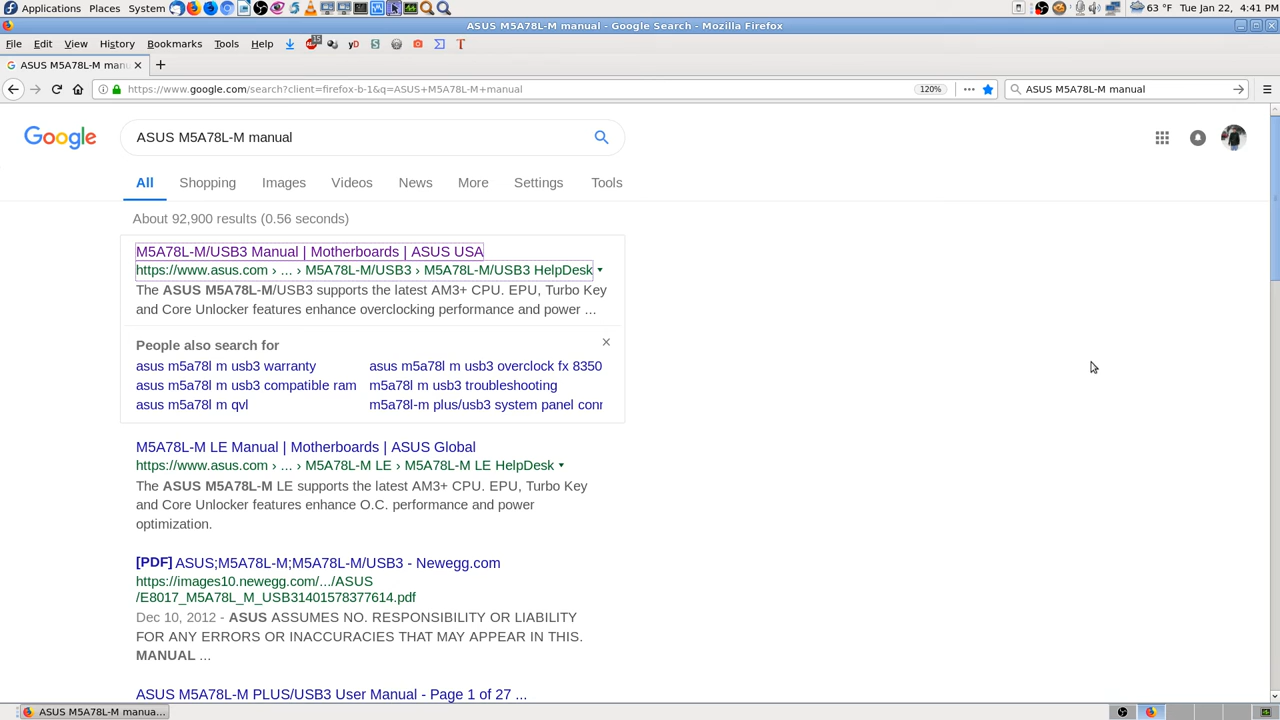 Applications Places System 63 °F Tue Jan 22, 4:41 PM
ASUS M5A78L-M manual - Google Search - Mozilla Firefox
File Edit View History Bookmarks Tools Help
G ASUS M5A78L-M man
https://www.google.com/search?client=firefox-b-1&q=ASUS+M5A78L-M+manual 120% ASUS M5A78L-M manual
Google ASUS M5A78L-M manual
All Shopping Images Videos News More Settings Tools
About 92,900 results (0.56 seconds)
M5A78L-M/USB3 Manual | Motherboards | ASUS USA
https://www.asus.com › ... › M5A78L-M/USB3 › M5A78L-M/USB3 HelpDesk
The ASUS M5A78L-M/USB3 supports the latest AM3+ CPU. EPU, Turbo Key
and Core Unlocker features enhance overclocking performance and power ...
People also search for
asus m5a78l m usb3 warranty asus m5a78l m usb3 overclock fx 8350
asus m5a78l m usb3 compatible ram m5a78l m usb3 troubleshooting
asus m5a78l m qvl m5a78l-m plus/usb3 system panel conr
M5A78L-M LE Manual | Motherboards | ASUS Global
https://www.asus.com › ... › M5A78L-M LE › M5A78L-M LE HelpDesk
The ASUS M5A78L-M LE supports the latest AM3+ CPU. EPU, Turbo Key
and Core Unlocker features enhance O.C. performance and power
optimization.
[PDF] ASUS;M5A78L-M;M5A78L-M/USB3 - Newegg.com
https://images10.newegg.com/.../ASUS
/E8017_M5A78L_M_USB31401578377614.pdf
Dec 10, 2012 - ASUS ASSUMES NO. RESPONSIBILITY OR LIABILITY
FOR ANY ERRORS OR INACCURACIES THAT MAY APPEAR IN THIS.
MANUAL ...
ASUS M5A78L-M PLUS/USB3 User Manual - Page 1 of 27 ...
ASUS M5A78L-M manua...